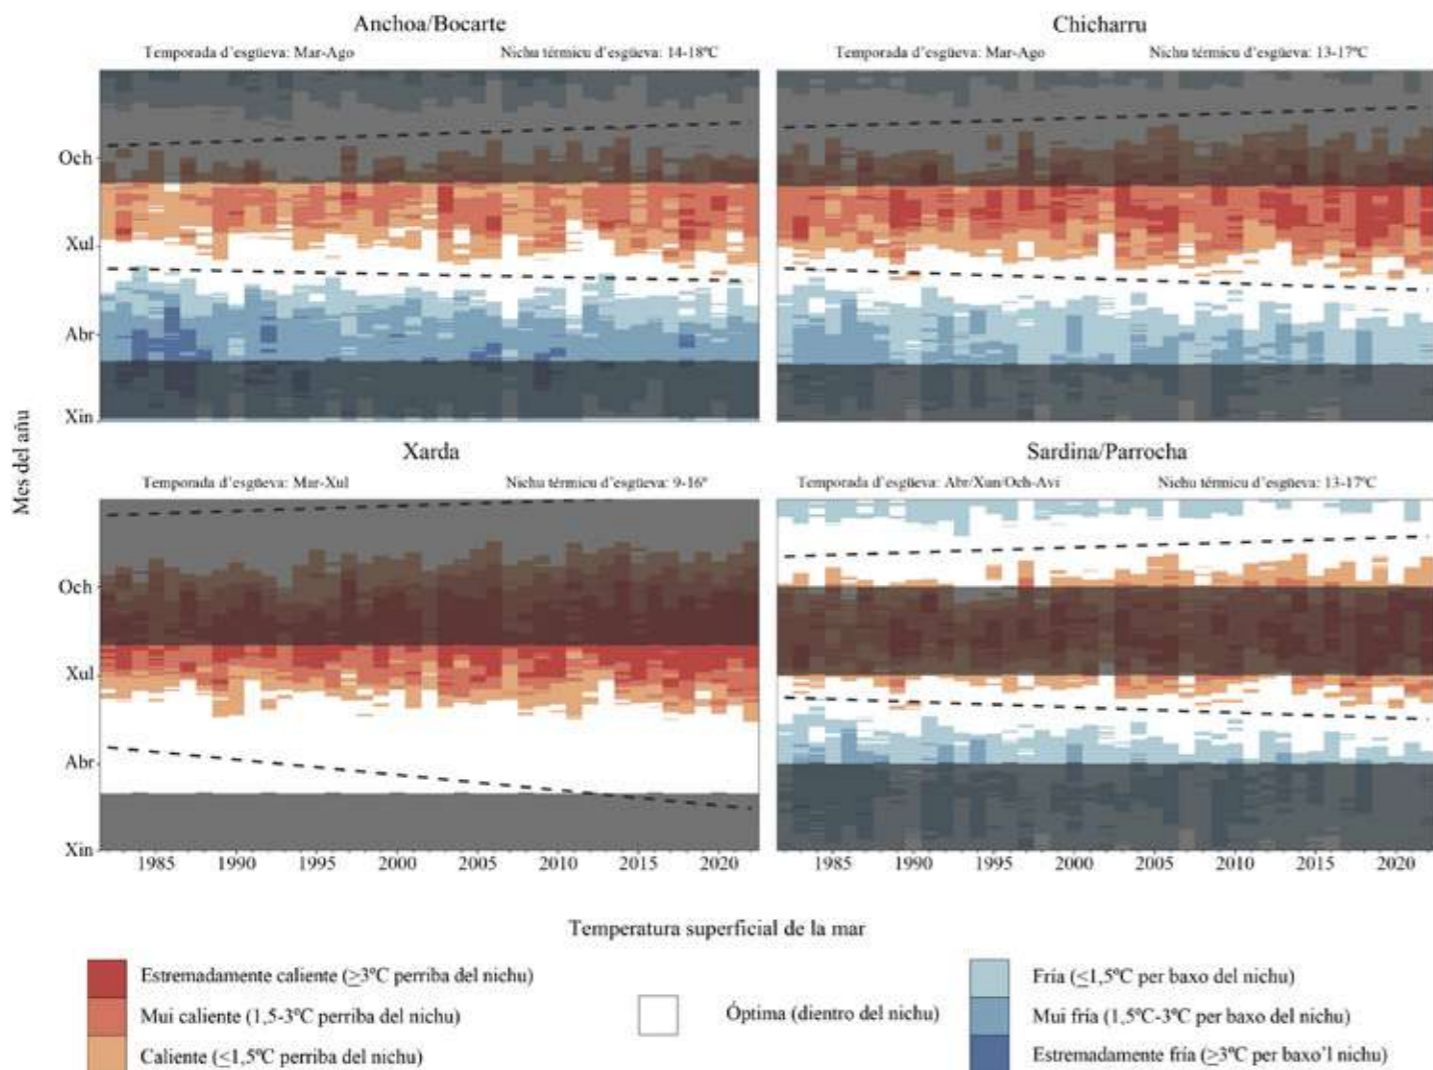 Anchoa/Bocarte
Temporada d'esgüeva: Mar-Ago
Nichu térmicu d'esgüeva: 14-18ºC
Chicharru
Temporada d'esgüeva: Mar-Ago
Nichu térmicu d'esgüeva: 13-17ºC
Mes del añu
Och
Xul
Abr
Xin
Xarda
Temporada d'esgüeva: Mar-Xul
Nichu térmicu d'esgüeva: 9-16º
Sardina/Parrocha
Temporada d'esgüeva: Abr/Xun/Och-Avi
Nichu térmicu d'esgüeva: 13-17ºC
Och
Xul
Abr
Xin
1985 1990 1995 2000 2005 2010 2015 2020
1985 1990 1995 2000 2005 2010 2015 2020
Temperatura superficial de la mar
Estremadamente caliente (≥3ºC perriba del nichu)
Mui caliente (1,5-3ºC perriba del nichu)
Caliente (≤1,5ºC perriba del nichu)
Óptima (dientro del nichu)
Fría (≤1,5ºC per baxo del nichu)
Mui fría (1,5ºC-3ºC per baxo del nichu)
Estremadamente fría (≥3ºC per baxo'l nichu)